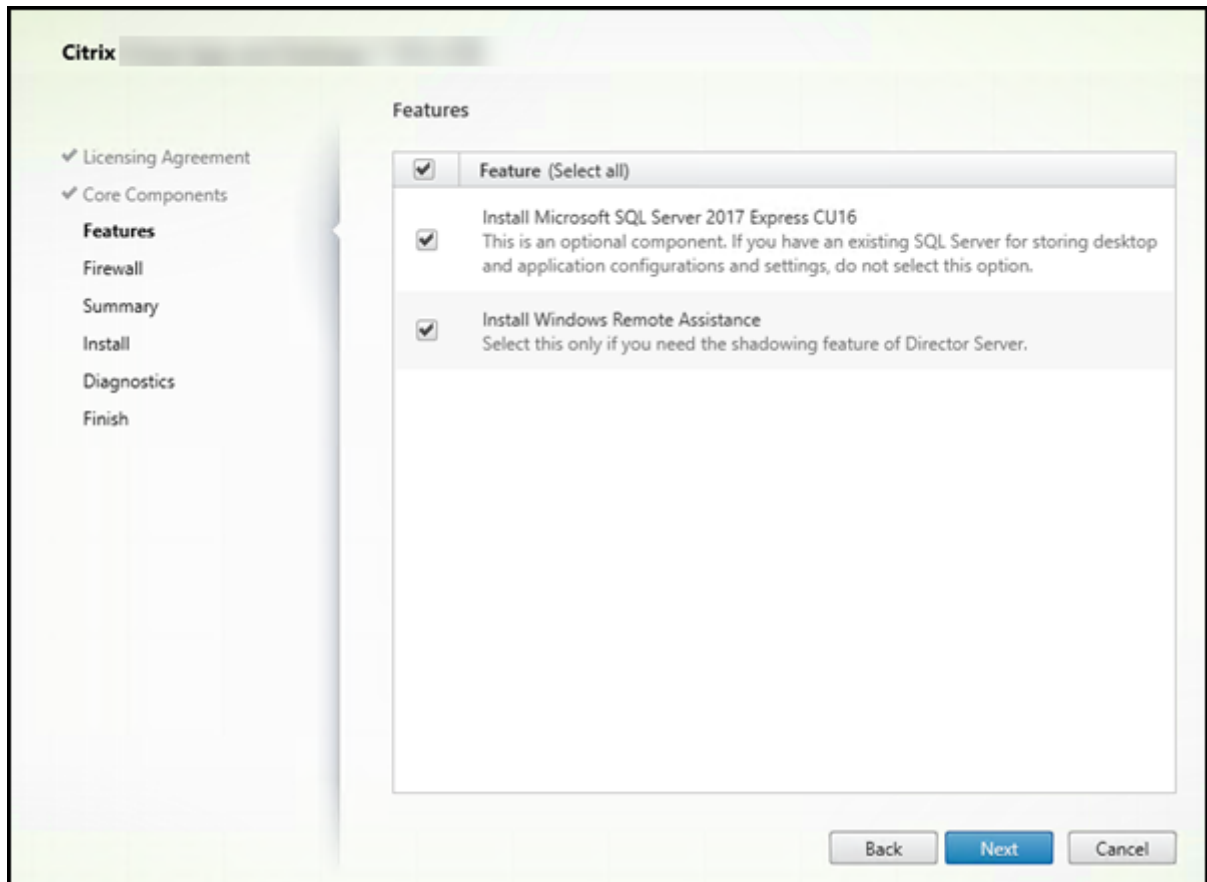 Citrix
Features
Licensing Agreement
Core Components
Features
Firewall
Summary
Install
Diagnostics
Finish
Feature (Select all)
Install Microsoft SQL Server 2017 Express CU16
This is an optional component. If you have an existing SQL Server for storing desktop
and application configurations and settings, do not select this option.
Install Windows Remote Assistance
Select this only if you need the shadowing feature of Director Server.
Back
Next
Cancel